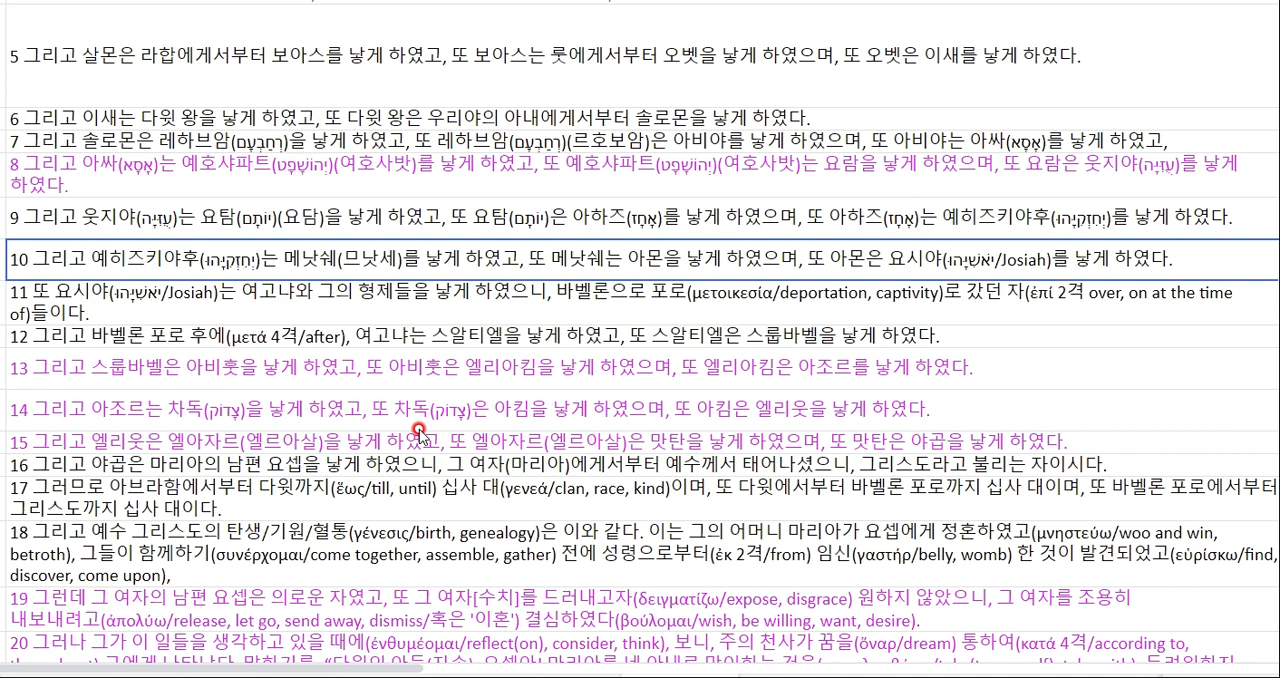 5 그리고 살몬은 라합에게서부터 보아스를 낳게 하였고, 또 보아스는 룻에게서부터 오벳을 낳게 하였으며, 또 오벳은 이새를 낳게 하였다.
6 그리고 이새는 다윗 왕을 낳게 하였고, 또 다윗 왕은 우리야의 아내에게서부터 솔로몬을 낳게 하였다.
7 그리고 솔로몬은 레하브암(רְחַבְעָם)을 낳게 하였고, 또 레하브암(רְחַבְעָם)(르호보암)은 아비야를 낳게 하였으며, 또 아비야는 아싸(אָסָא)를 낳게 하였고,
8 그리고 아싸(אָסָא)는 예호샤파트(יְהוֹשָׁפָט)(여호사밧)를 낳게 하였고, 또 예호샤파트(יְהוֹשָׁפָט)(여호사밧)는 요람을 낳게 하였으며, 또 요람은 웃지야(עֻזִּיָּה)를 낳게
하였다.
9 그리고 웃지야(עֻזִּיָּה)는 요탐(יוֹתָם)(요담)을 낳게 하였고, 또 요탐(יוֹתָם)은 아하즈(אָחָז)를 낳게 하였으며, 또 아하즈(אָחָז)는 예히즈키야후(יְחִזְקִיָּהוּ)를 낳게 하였다.
10 그리고 예히즈키야후(יְחִזְקִיָּהוּ)는 메낫쉐(므낫세)를 낳게 하였고, 또 메낫쉐는 아몬을 낳게 하였으며, 또 아몬은 요시야(יֹאשִׁיָּהוּ/Josiah)를 낳게 하였다.
11 또 요시야(יֹאשִׁיָּהוּ/Josiah)는 여고냐와 그의 형제들을 낳게 하였으니, 바벨론으로 포로(μετοικεσία/deportation, captivity)로 갔던 자(ἐπί 2격 over, on at the time
of)들이다.
12 그리고 바벨론 포로 후에(μετά 4격/after), 여고냐는 스알티엘을 낳게 하였고, 또 스알티엘은 스룹바벨을 낳게 하였다.
13 그리고 스룹바벨은 아비훗을 낳게 하였고, 또 아비훗은 엘리아킴을 낳게 하였으며, 또 엘리아킴은 아조르를 낳게 하였다.
14 그리고 아조르는 차독(צָדוֹק)을 낳게 하였고, 또 차독(צָדוֹק)은 아킴을 낳게 하였으며, 또 아킴은 엘리웃을 낳게 하였다.
15 그리고 엘리웃은 엘아자르(엘르아살)을 낳게 하였고, 또 엘아자르(엘르아살)은 맛탄을 낳게 하였으며, 또 맛탄은 야곱을 낳게 하였다.
16 그리고 야곱은 마리아의 남편 요셉을 낳게 하였으니, 그 여자(마리아)에게서부터 예수께서 태어나셨으니, 그리스도라고 불리는 자이시다.
17 그러므로 아브라함에서부터 다윗까지(ἕως/till, until) 십사 대(γενεά/clan, race, kind)이며, 또 다윗에서부터 바벨론 포로까지 십사 대이며, 또 바벨론 포로에서부터
그리스도까지 십사 대이다.
18 그리고 예수 그리스도의 탄생/기원/혈통(γένεσις/birth, genealogy)은 이와 같다. 이는 그의 어머니 마리아가 요셉에게 정혼하였고(μνηστεύω/woo and win,
betroth), 그들이 함께하기(συνέρχομαι/come together, assemble, gather) 전에 성령으로부터(ἐκ 2격/from) 임신(γαστήρ/belly, womb) 한 것이 발견되었고(εὑρίσκω/find,
discover, come upon),
19 그런데 그 여자의 남편 요셉은 의로운 자였고, 또 그 여자[수치]를 드러내고자(δειγματίζω/expose, disgrace) 원하지 않았으니, 그 여자를 조용히
내보내려고(ἀπολύω/release, let go, send away, dismiss/혹은 '이혼') 결심하였다(βούλομαι/wish, be willing, want, desire).
20 그러나 그가 이 일들을 생각하고 있을 때에(ἐνθυμέομαι/reflect(on), consider, think), 보니, 주의 천사가 꿈을(ὄναρ/dream) 통하여(κατά 4격/according to,